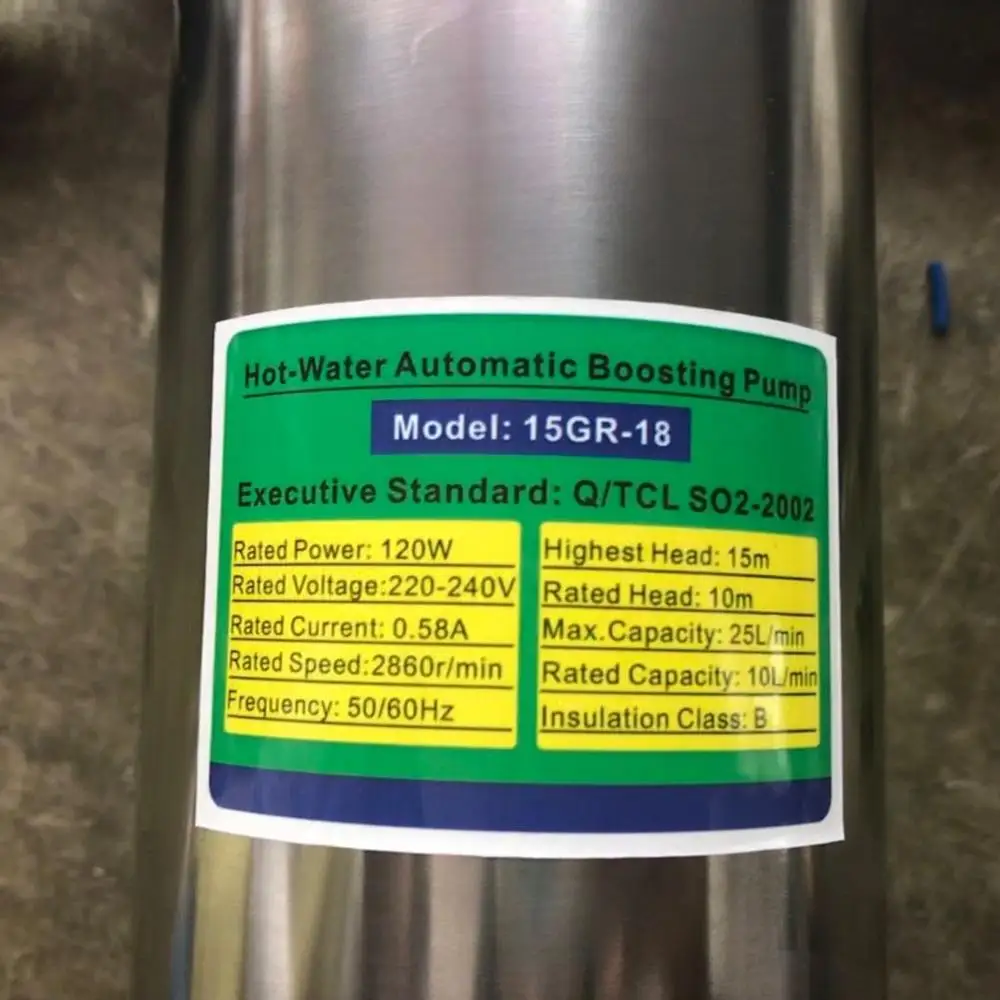 Hot-Water Automatic Boosting Pump
Model: 15GR-18
Executive Standard: Q/TCL SO2-2002
Rated Power: 120W
Rated Voltage:220-240V
Rated Current: 0.58A
Rated Speed:2860r/min
Frequency: 50/60Hz
Highest Head: 15m
Rated Head: 10m
Max.Capacity: 25L/min
Rated Capacity: 10L/min
Insulation Class: B